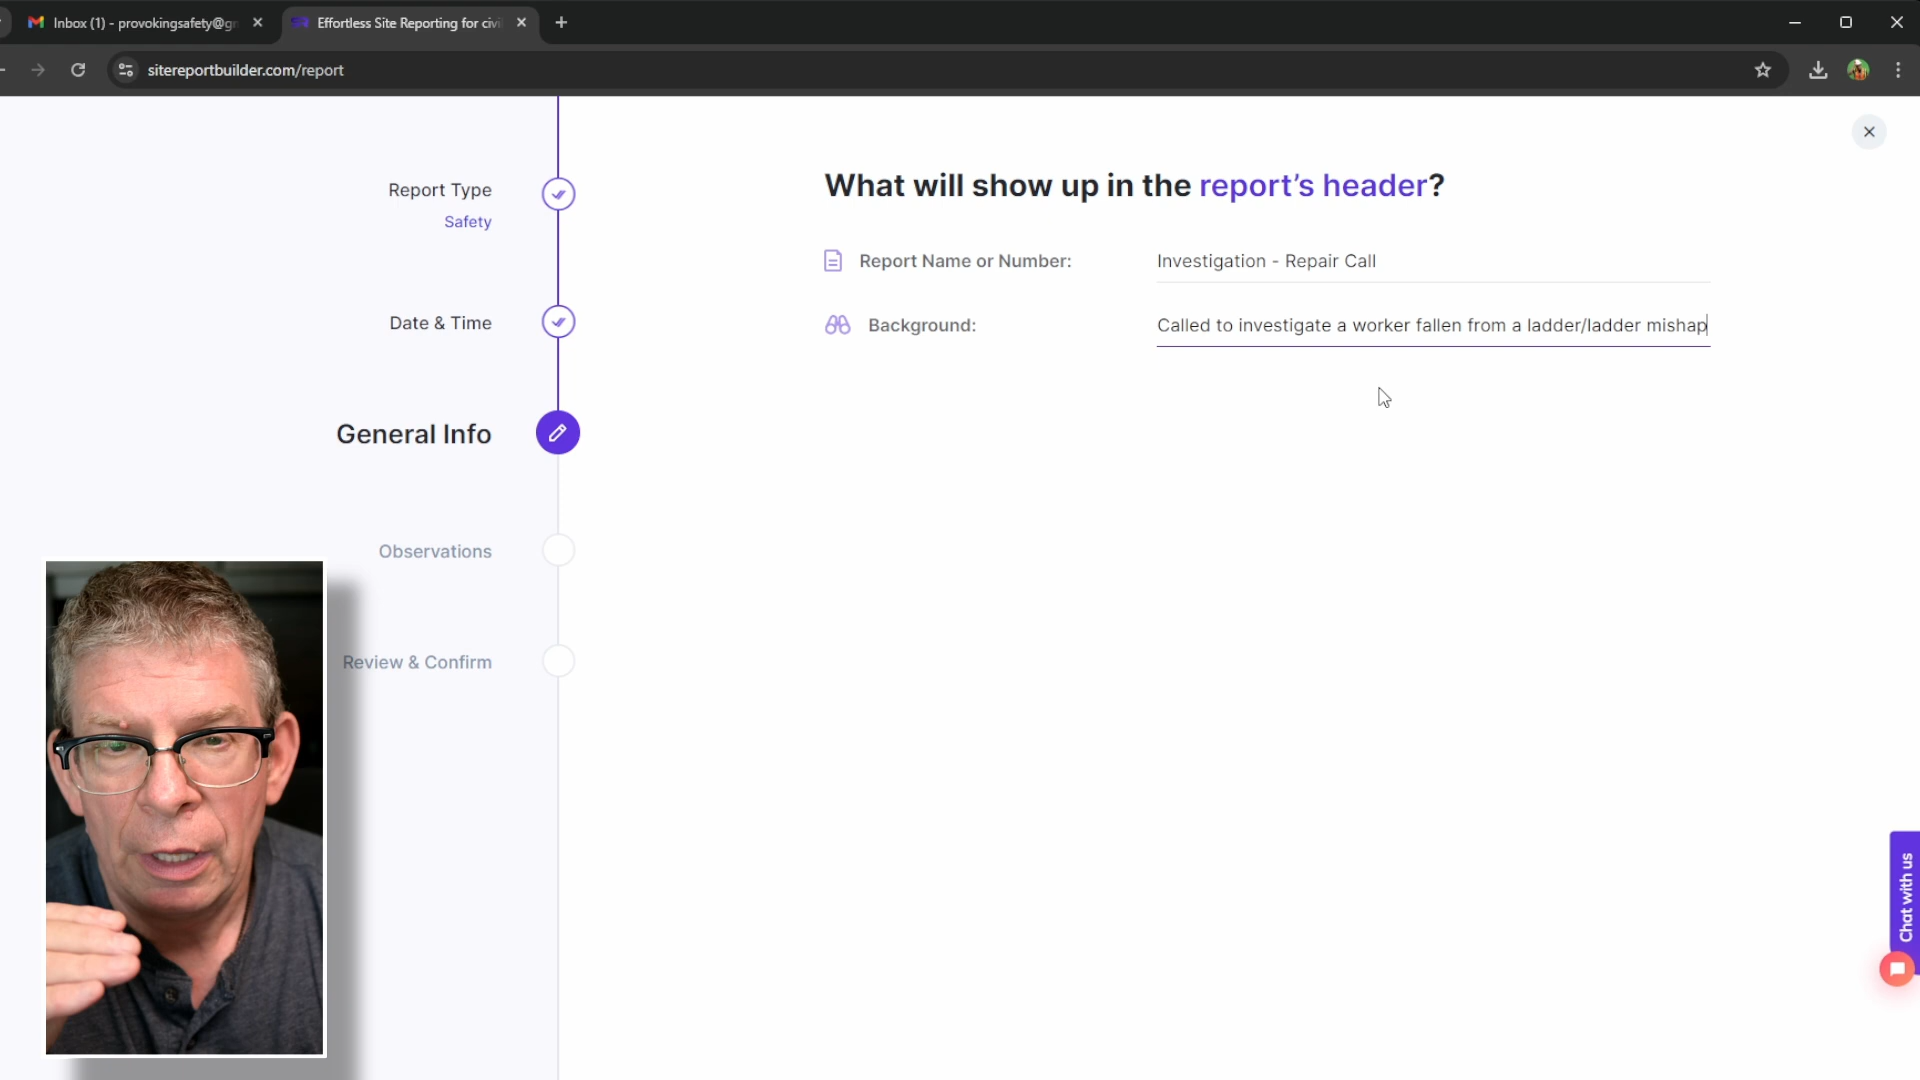 Inbox (1) - provokingsafety@g
Effortless Site Reporting for civi
sitereportbuilder.com/report
What will show up in the report's header?
Report Type
Safety
Report Name or Number:
Investigation - Repair Call
Background:
Called to investigate a worker fallen from a ladder/ladder mishap
Date & Time
General Info
Observations
Review & Confirm
Chat with us